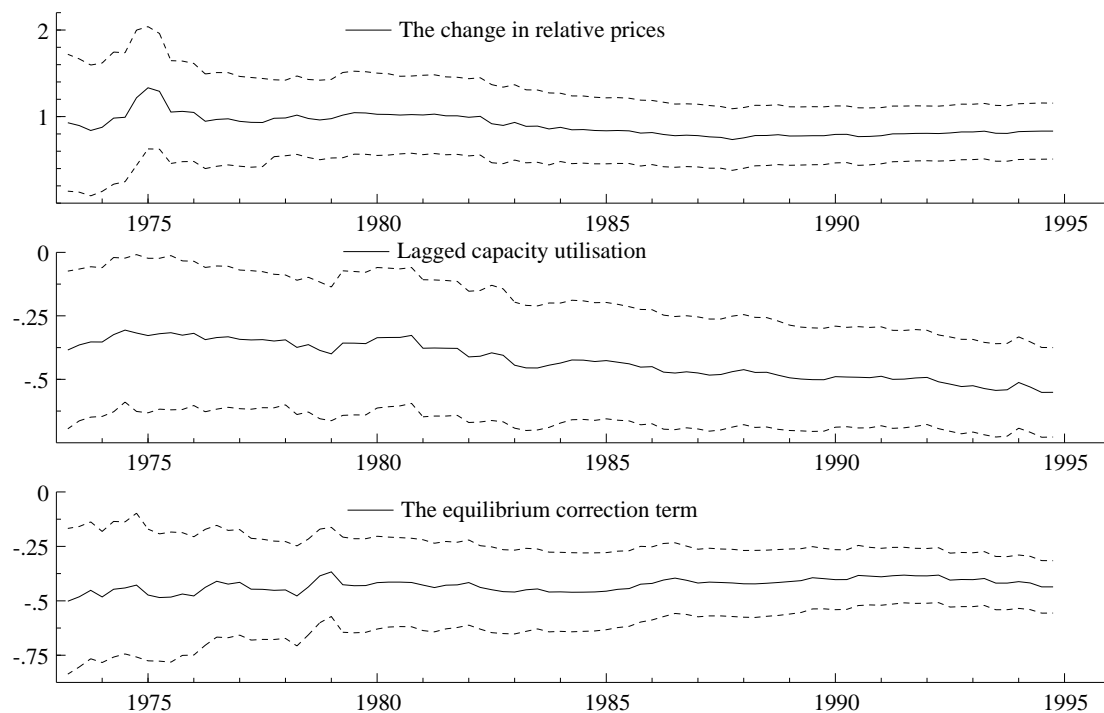 2
The change in relative prices
1
1975 1980 1985 1990 1995
0
Lagged capacity utilisation
-.25
-.5
1975 1980 1985 1990 1995
0
The equilibrium correction term
-.25
-.5
-.75
1975 1980 1985 1990 1995